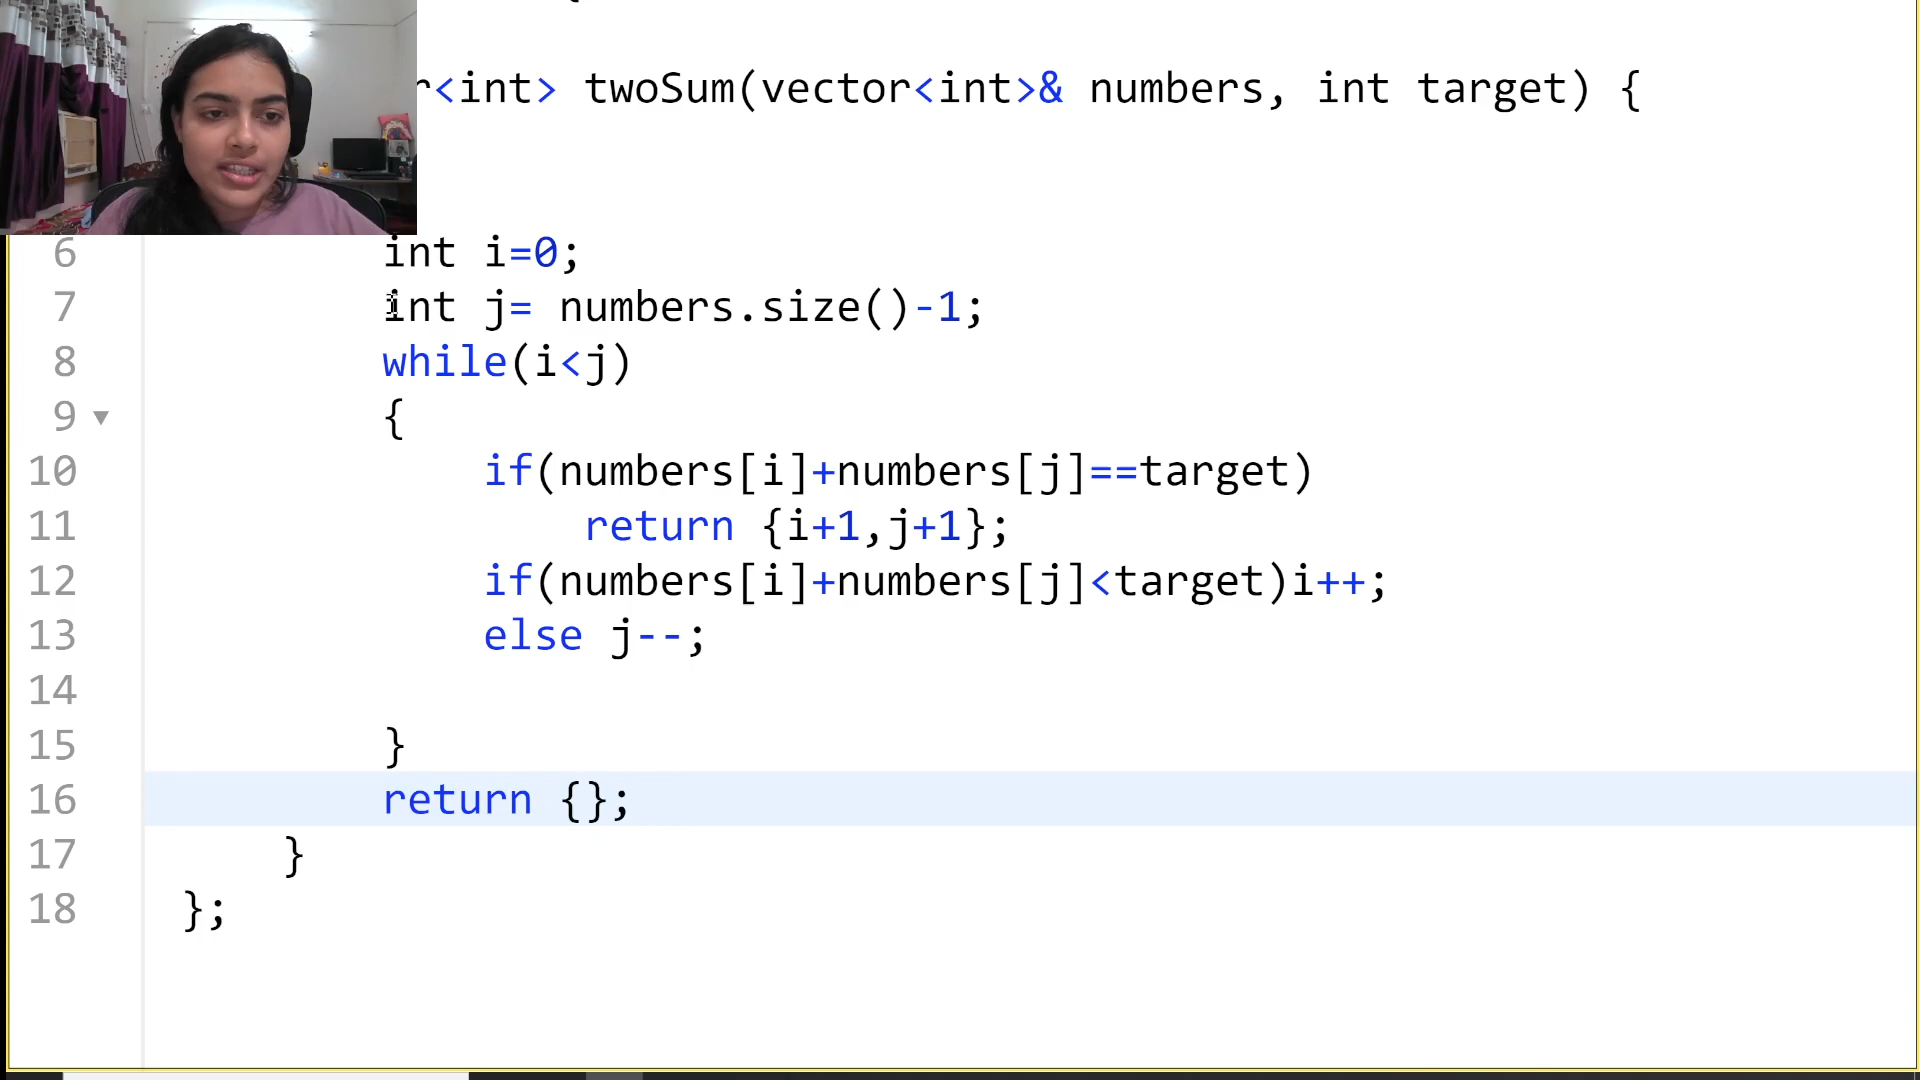 r<int> twoSum(vector<int>& numbers, int target) {
6 int i=0;
7 int j= numbers.size()-1;
8 while(i<j)
9 {
10 if(numbers[i]+numbers[j]==target)
11 return {i+1,j+1};
12 if(numbers[i]+numbers[j]<target)i++;
13 else j--;
14
15 }
16 return {};
17 }
18 };